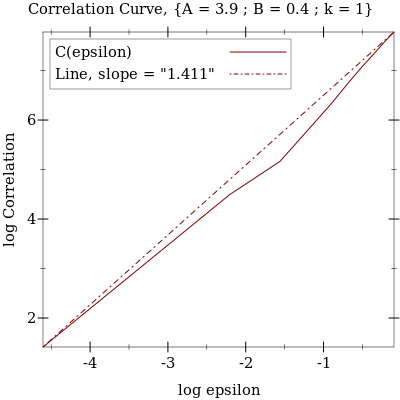 Correlation Curve, {A = 3.9 ; B = 0.4 ; k = 1}
C(epsilon)
Line, slope = "1.411"
log Correlation
6
4
2
-4 -3 -2 -1
log epsilon